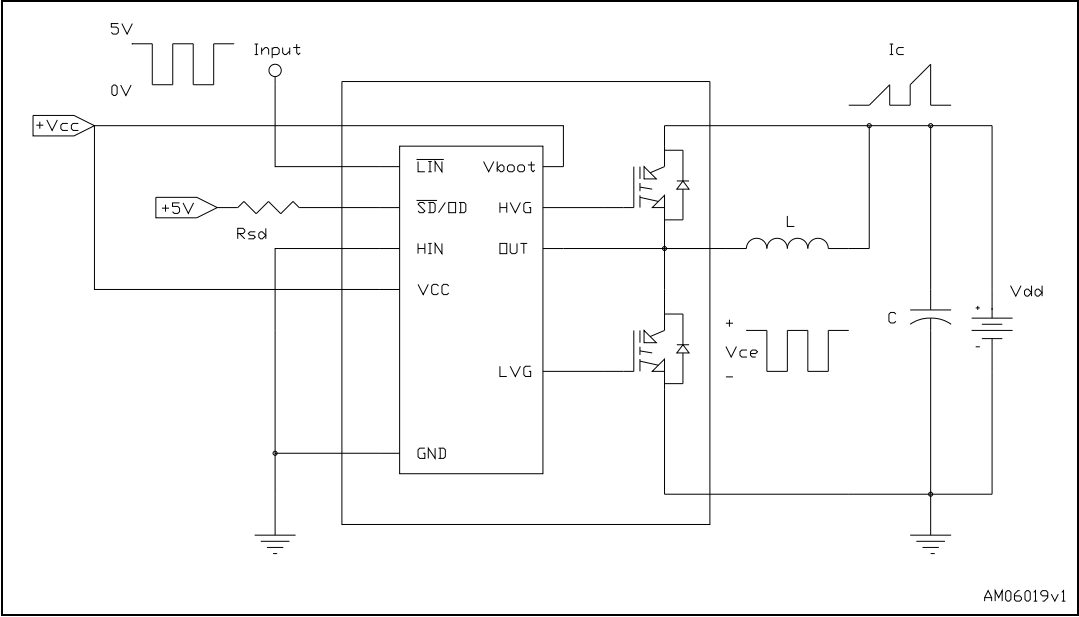 5V
Input
Ic
0V
+Vcc
LIN
Vboot
+5V
SD/OD
HVG
Rsd
HIN
OUT
L
VCC
Vdd
+
C
+
Vce
-
-
LVG
GND
AM06019v1